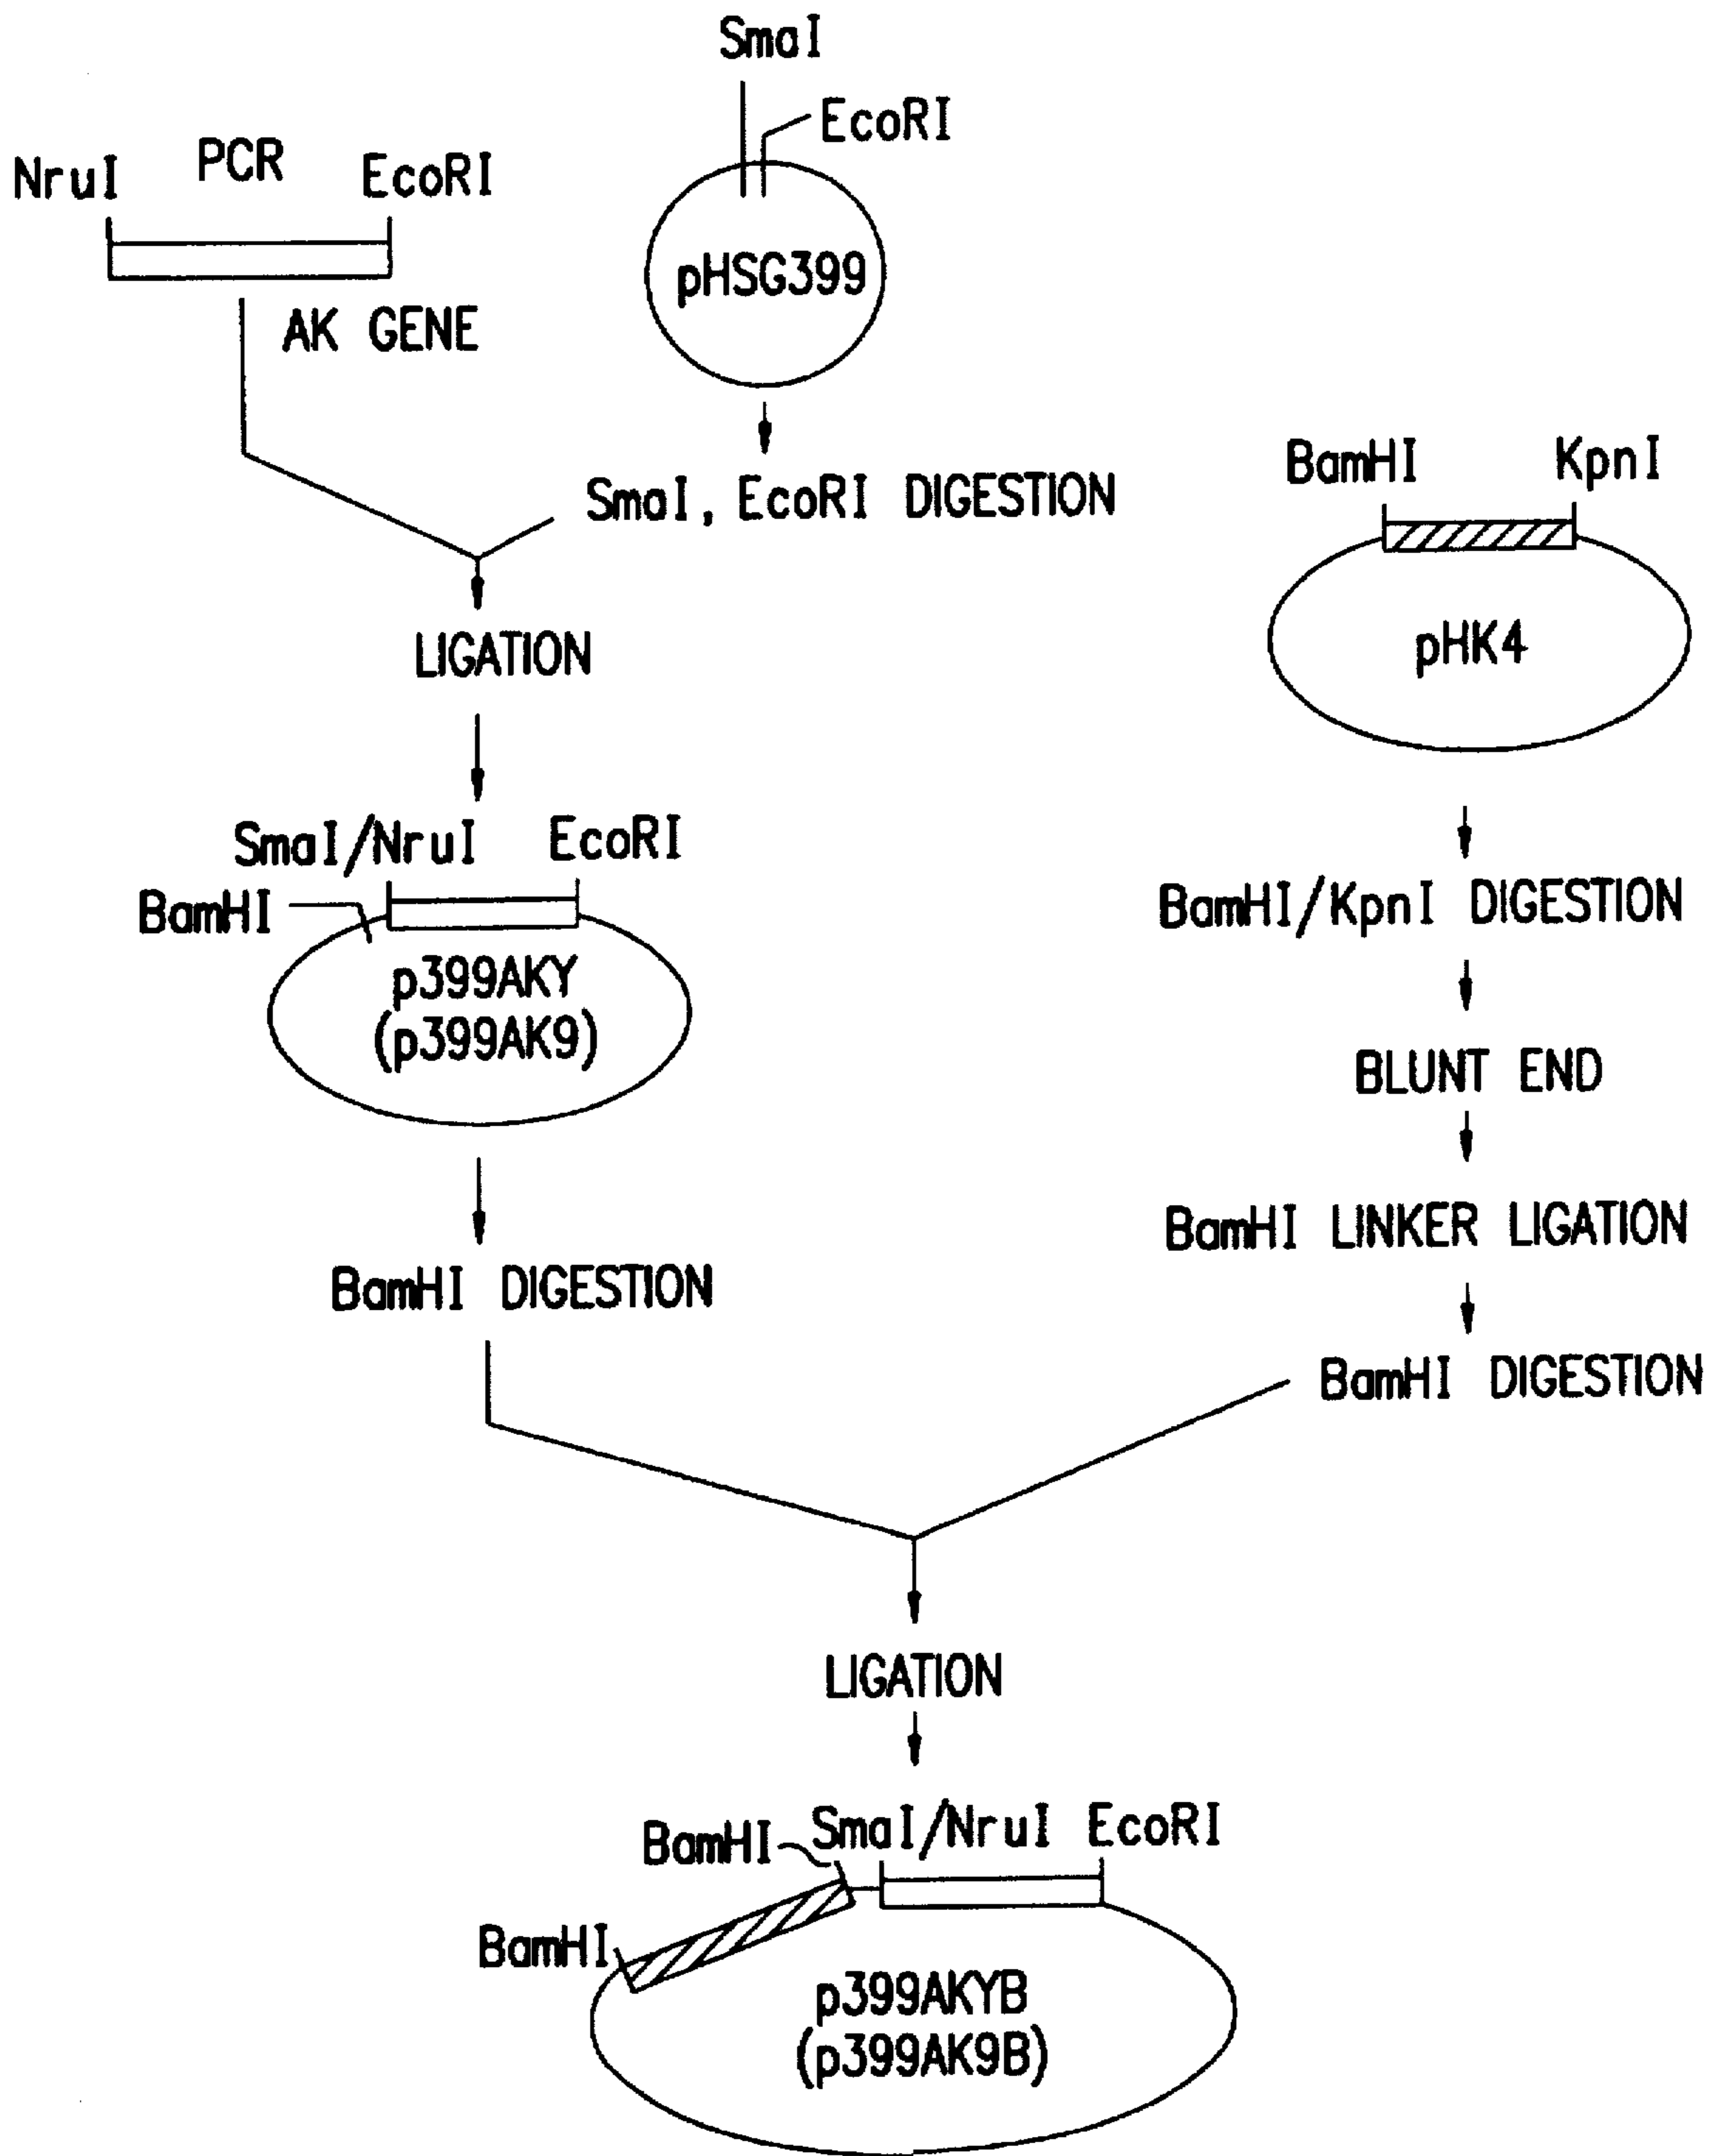 SmaI
EcoRI
NruI
PCR
EcoRI
pHSG399
AK GENE
SmaI, EcoRI DIGESTION
LIGATION
BamHI
KpnI
pHK4
SmaI/NruI
EcoRI
BamHI
p399AKY
(p399AK9)
BamHI DIGESTION
BamHI/KpnI DIGESTION
BLUNT END
BamHI LINKER LIGATION
BamHI DIGESTION
LIGATION
BamHI
SmaI/NruI
EcoRI
BamHI
p399AKYB
(p399AK9B)